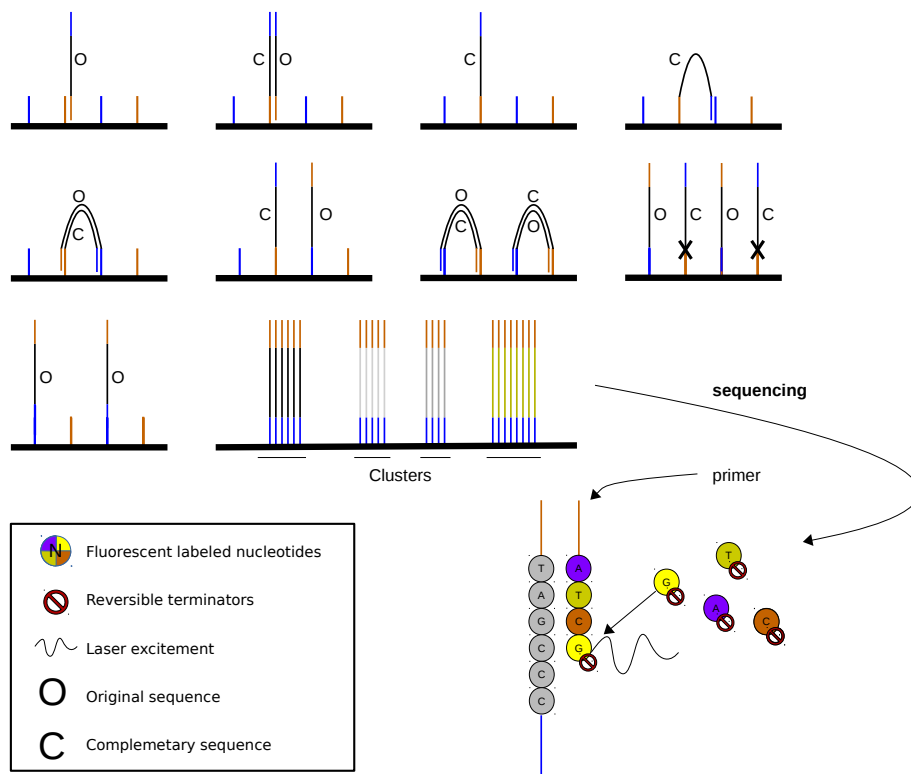 O
C O
C
C
O
C
C O
O C
C O
O C O C
O O
sequencing
Clusters
primer
N Fluorescent labeled nucleotides
Reversible terminators
Laser excitement
O Original sequence
C Complemetary sequence
T A
A T
G C
C G
C
C
G
T
A
C